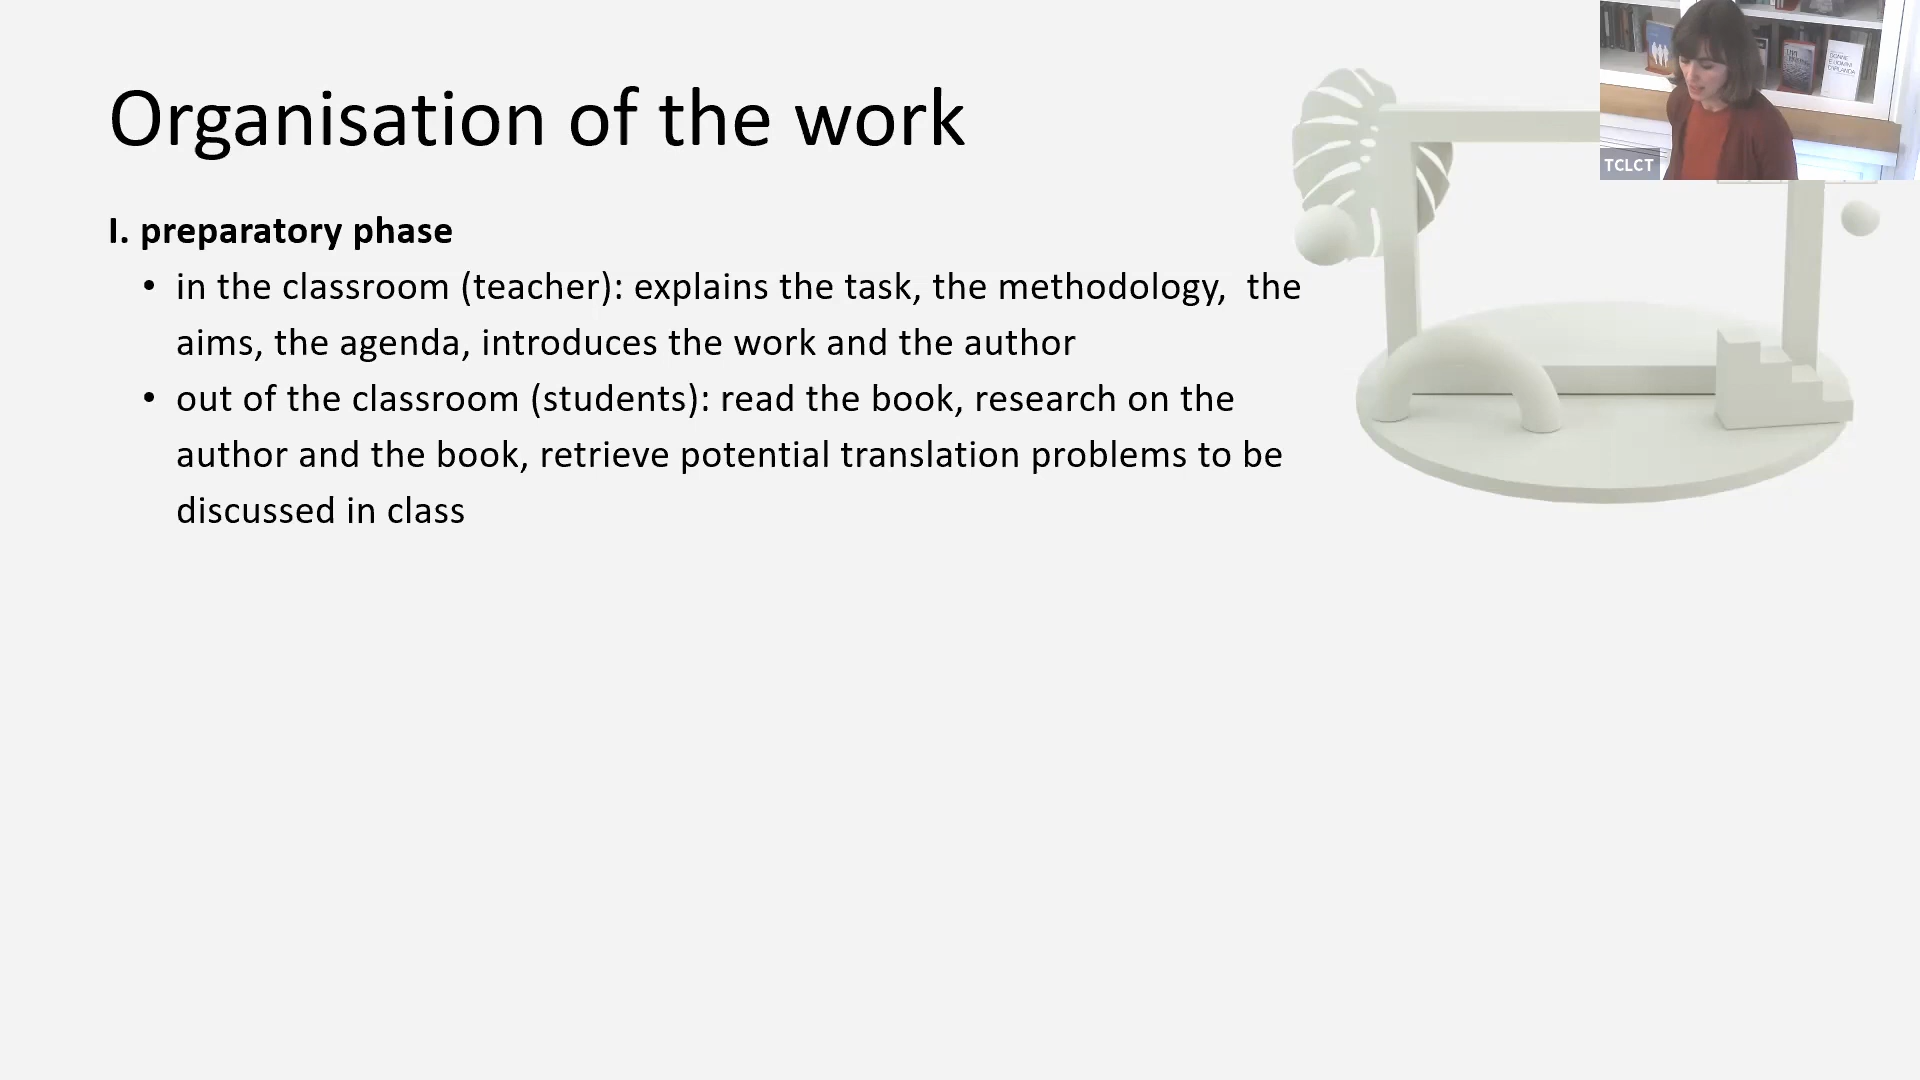 Organisation of the work
I. preparatory phase
• in the classroom (teacher): explains the task, the methodology,  the
aims, the agenda, introduces the work and the author
• out of the classroom (students): read the book, research on the
author and the book, retrieve potential translation problems to be
discussed in class
TCLCT